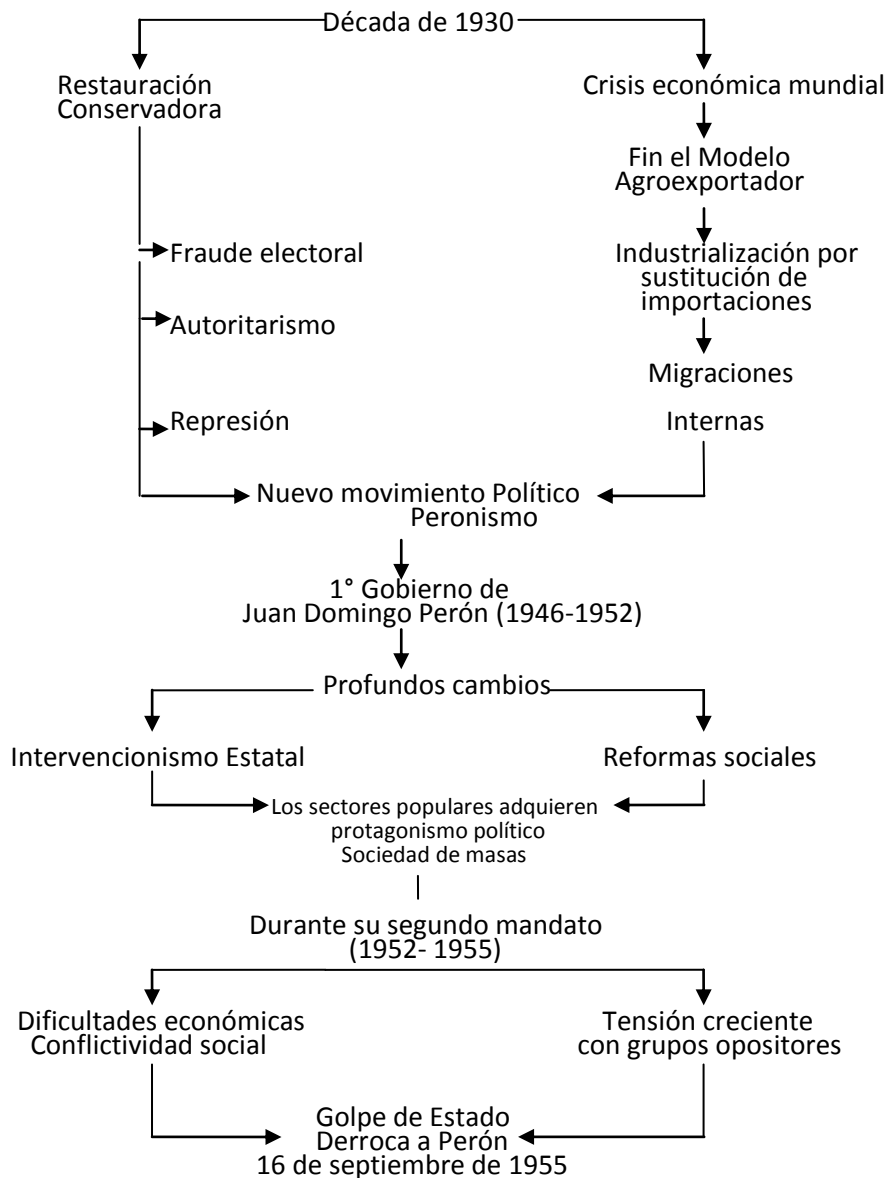 Década de 1930
Restauración
Conservadora
Fraude electoral
Autoritarismo
Represión
Crisis económica mundial
Fin el Modelo
Agroexportador
Industrialización por
sustitución de
importaciones
Migraciones
Internas
Nuevo movimiento Político
Peronismo
1° Gobierno de
Juan Domingo Perón (1946-1952)
Profundos cambios
Intervencionismo Estatal
Reformas sociales
Los sectores populares adquieren
protagonismo político
Sociedad de masas
Durante su segundo mandato
(1952- 1955)
Dificultades económicas
Conflictividad social
Tensión creciente
con grupos opositores
Golpe de Estado
Derroca a Perón
16 de septiembre de 1955